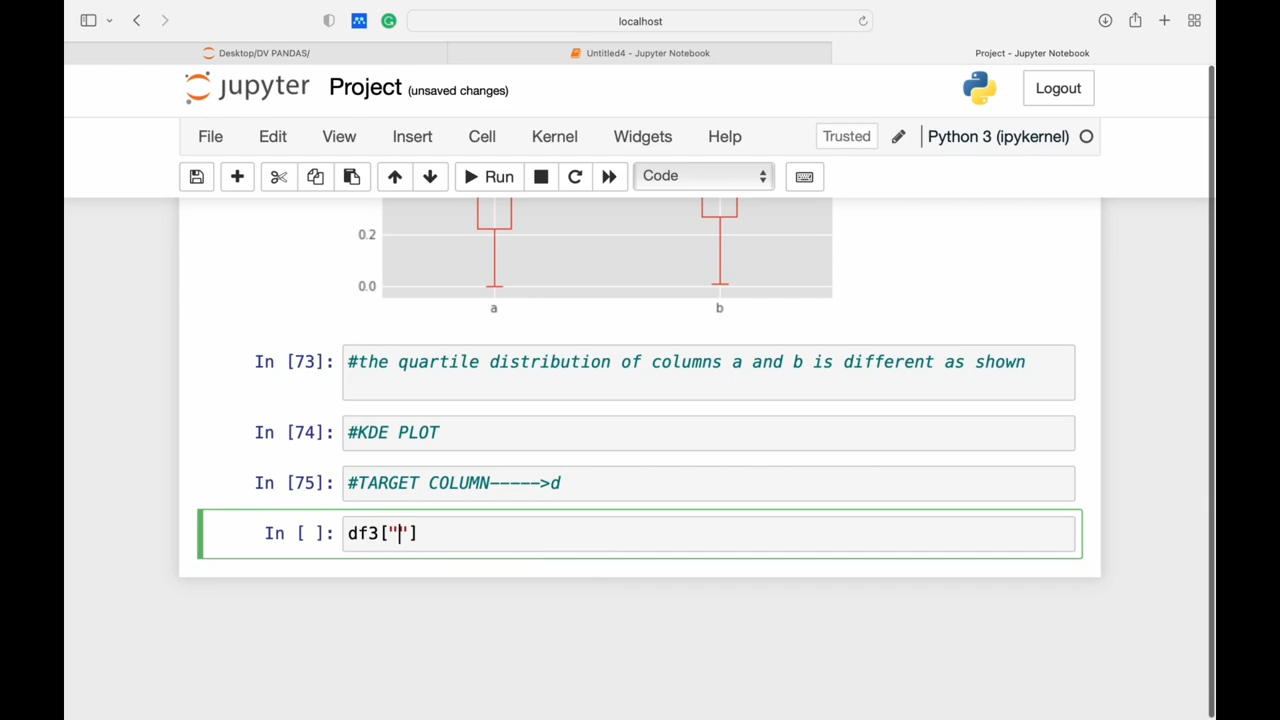 localhost
Desktop/DV PANDAS/
Untitled4 - Jupyter Notebook
Project - Jupyter Notebook
jupyter Project (unsaved changes)
Logout
File Edit View Insert Cell Kernel Widgets Help
Trusted
Python 3 (ipykernel)
Run
Code
0.2
0.0
a b
In [73]: #the quartile distribution of columns a and b is different as shown
In [74]: #KDE PLOT
In [75]: #TARGET COLUMN----->d
In [ ]: df3[""]